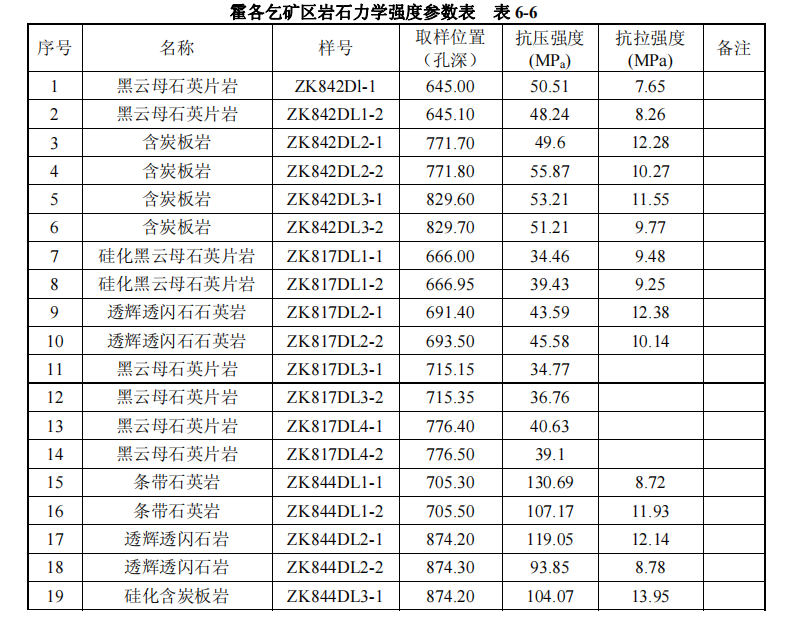 霍各乞矿区岩石力学强度参数表 表 6-6
序号 名称 样号 取样位置（孔深） 抗压强度(MPa) 抗拉强度(MPa) 备注
1 黑云母石英片岩 ZK842Dl-1 645.00 50.51 7.65
2 黑云母石英片岩 ZK842DL1-2 645.10 48.24 8.26
3 含炭板岩 ZK842DL2-1 771.70 49.6 12.28
4 含炭板岩 ZK842DL2-2 771.80 55.87 10.27
5 含炭板岩 ZK842DL3-1 829.60 53.21 11.55
6 含炭板岩 ZK842DL3-2 829.70 51.21 9.77
7 硅化黑云母石英片岩 ZK817DL1-1 666.00 34.46 9.48
8 硅化黑云母石英片岩 ZK817DL1-2 666.95 39.43 9.25
9 透辉透闪石石英岩 ZK817DL2-1 691.40 43.59 12.38
10 透辉透闪石石英岩 ZK817DL2-2 693.50 45.58 10.14
11 黑云母石英片岩 ZK817DL3-1 715.15 34.77
12 黑云母石英片岩 ZK817DL3-2 715.35 36.76
13 黑云母石英片岩 ZK817DL4-1 776.40 40.63
14 黑云母石英片岩 ZK817DL4-2 776.50 39.1
15 条带石英岩 ZK844DL1-1 705.30 130.69 8.72
16 条带石英岩 ZK844DL1-2 705.50 107.17 11.93
17 透辉透闪石岩 ZK844DL2-1 874.20 119.05 12.14
18 透辉透闪石岩 ZK844DL2-2 874.30 93.85 8.78
19 硅化含炭板岩 ZK844DL3-1 874.20 104.07 13.95